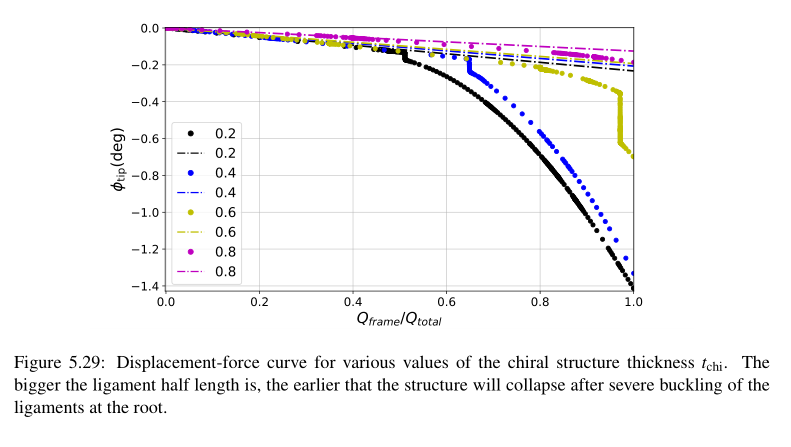 0.0
−0.2
−0.4
−0.6
−0.8
−1.0
−1.2
−1.4
ϕtip(deg)
0.2
0.2
0.4
0.4
0.6
0.6
0.8
0.8
0.0 0.2 0.4 0.6 0.8 1.0
Qframe/Qtotal
Figure 5.29: Displacement-force curve for various values of the chiral structure thickness tchi. The
bigger the ligament half length is, the earlier that the structure will collapse after severe buckling of the
ligaments at the root.